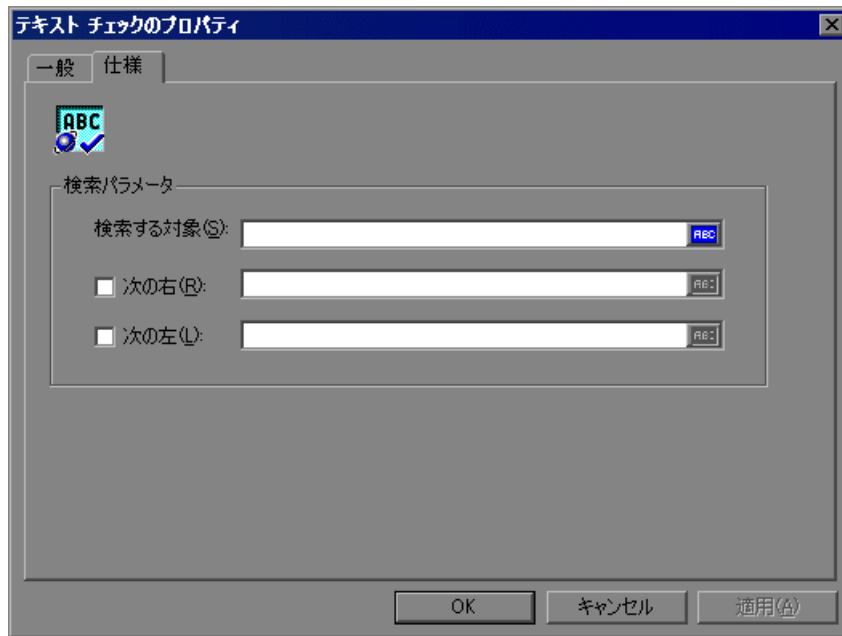 テキスト チェックのプロパティ
一般
仕様
ABC
検索パラメータ
検索する対象(S):
ABC
次の右(R):
次の左(L):
OK
キャンセル
適用(A)